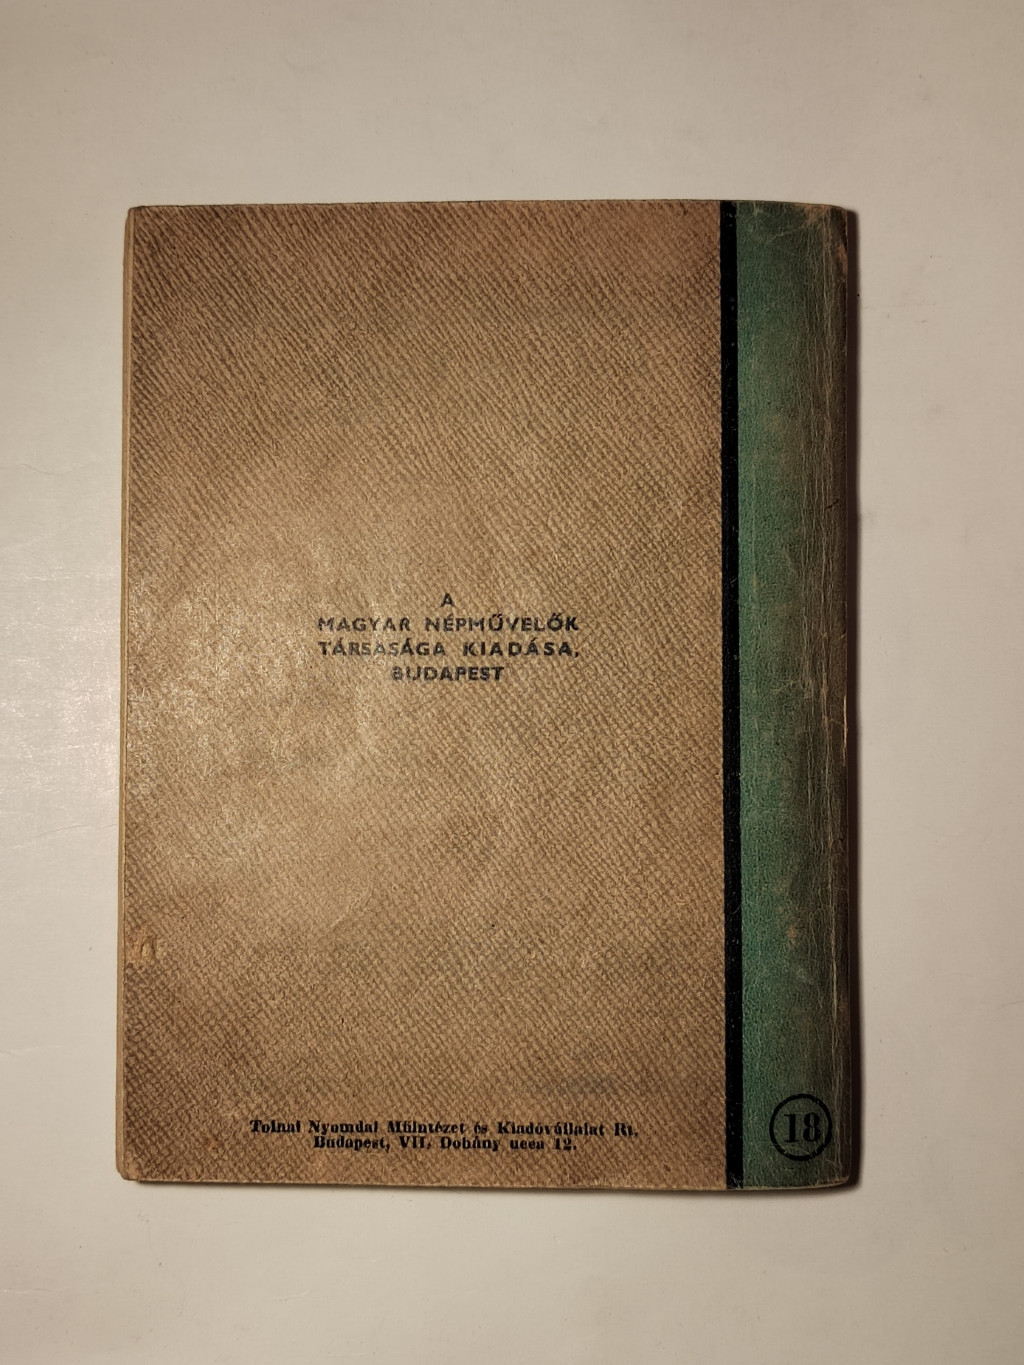 A
MAGYAR NÉPMŰVELŐK
TÁRSASÁGA KIADÁSA,
BUDAPEST
Tolnai Nyomdai Műintézet és Kiadóvállalat Rt.
Budapest, VII. Dohány ucca 12.
18